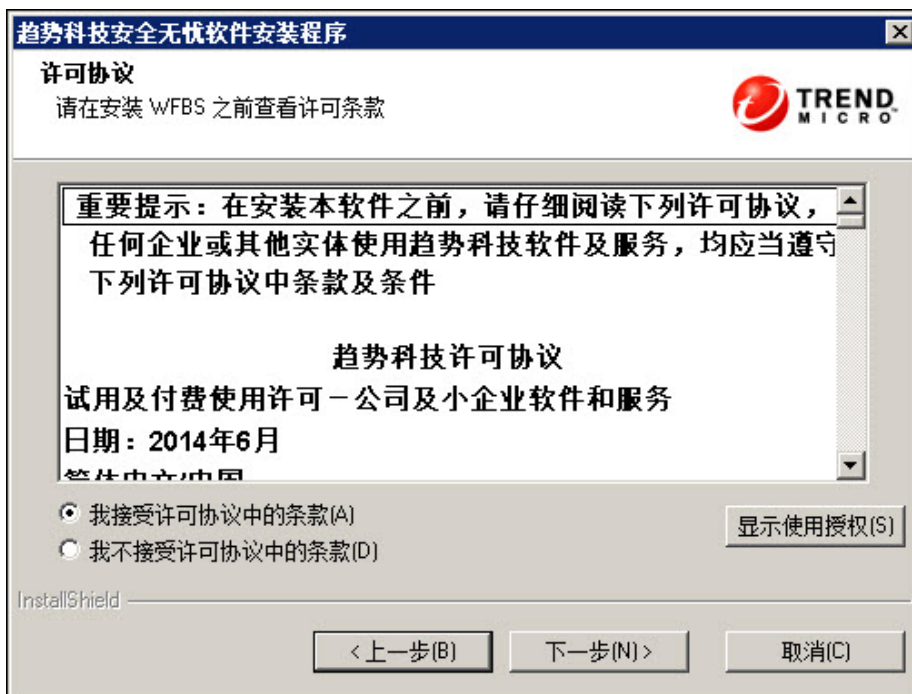 趋势科技安全无忧软件安装程序
许可协议
请在安装 WFBS 之前查看许可条款
TREND
MICRO
重要提示：在安装本软件之前，请仔细阅读下列许可协议，
任何企业或其他实体使用趋势科技软件及服务，均应当遵守
下列许可协议中条款及条件
趋势科技许可协议
试用及付费使用许可－公司及小企业软件和服务
日期：2014年6月
简体中文/中国
我接受许可协议中的条款(A)
显示使用授权(S)
我不接受许可协议中的条款(D)
InstallShield
<上一步(B)
下一步(N)>
取消(C)